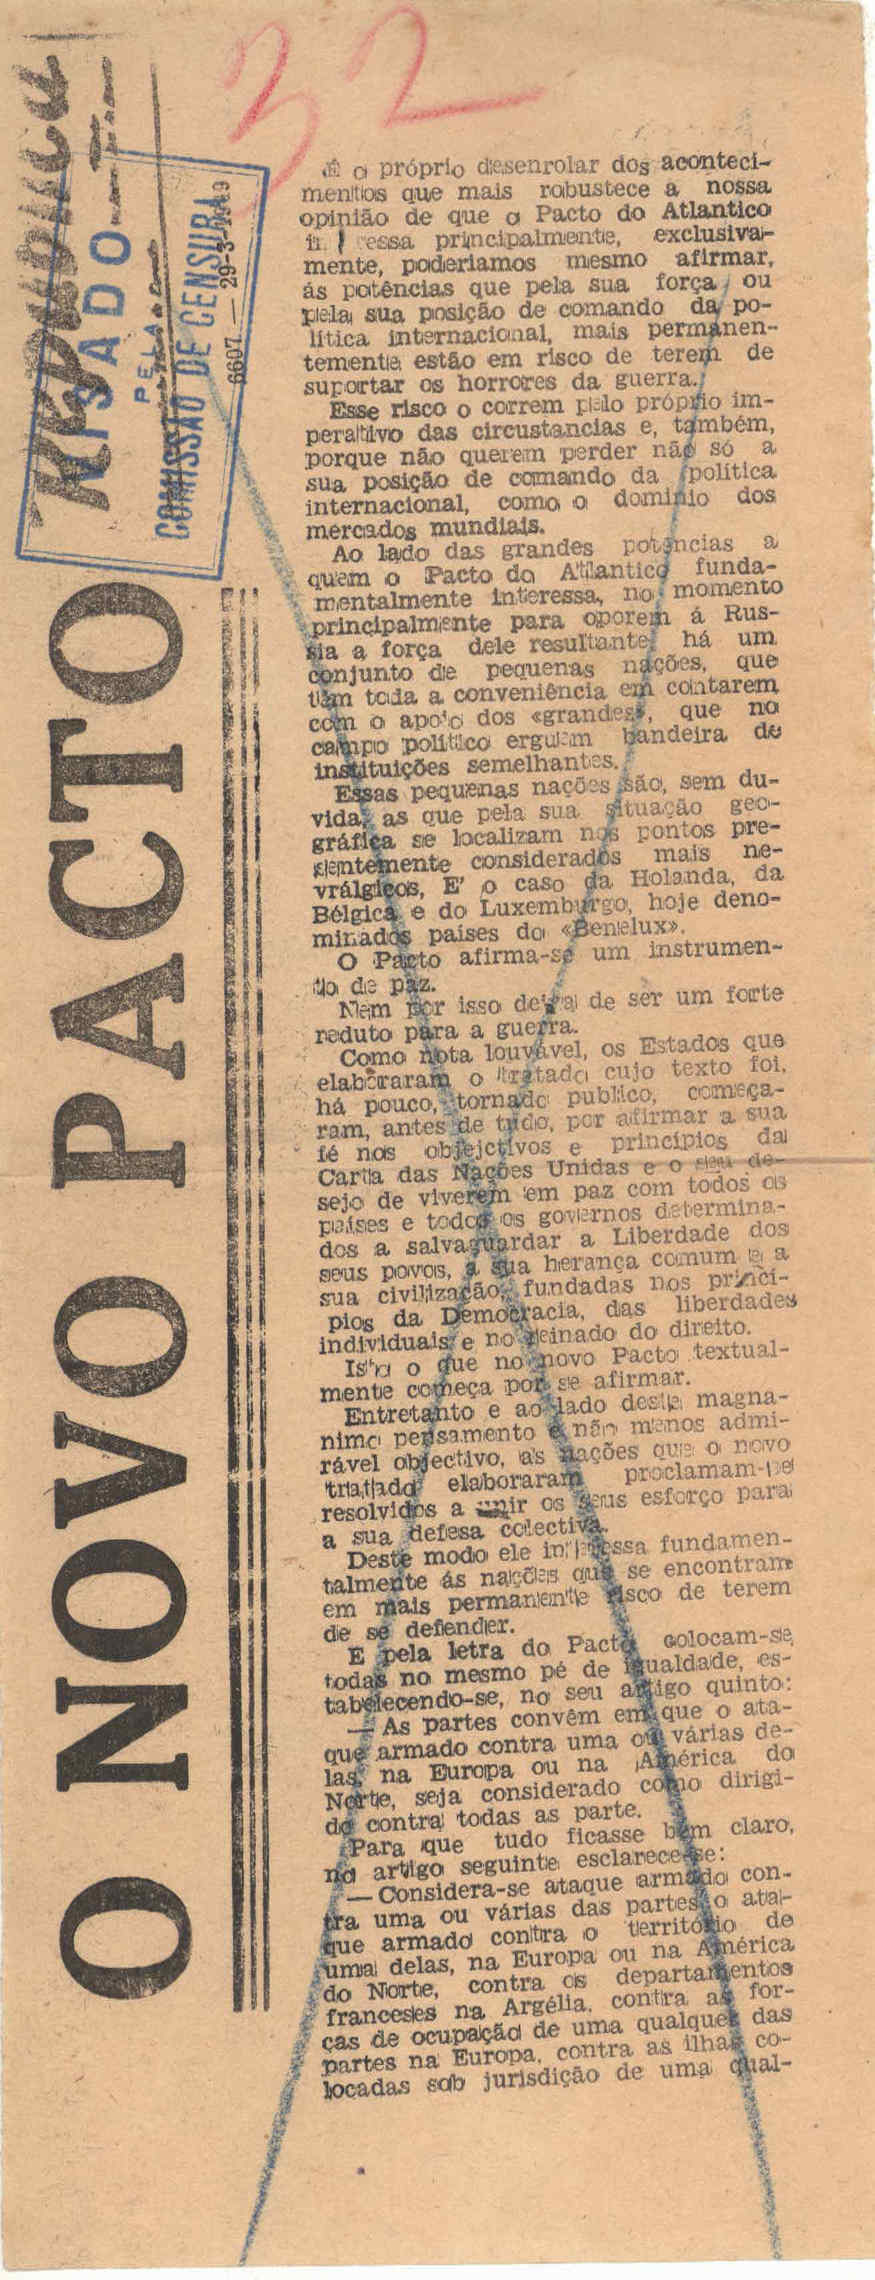 32
VISADO
PELA
COMISSÃO DE CENSURA
6607 — 29-3-1949
O NOVO PACTO
É o próprio desenrolar dos aconteci-
mentos que mais robustece a nossa
opinião de que o Pacto do Atlantico
principalmente, exclusiva-
mente, poderiamos mesmo afirmar,
ás potências que pela sua força, ou
pela sua posição de comando da po-
lítica internacional, mais permanen-
temente estão em risco de terem de
suportar os horrores da guerra.
Esse risco o correm pelo próprio im-
perativo das circustancias e, também,
porque não querem perder não só a
sua posição de comando da política
internacional, como o dominio dos
mercados mundiais.
Ao lado das grandes potências a
quem o Pacto do Atlantico funda-
mentalmente interessa, no momento
principalmente para oporem á Rus-
sia a força dele resultante, há um
conjunto de pequenas nações, que
têm toda a conveniência em contarem
com o apoio dos «grandes», que no
campo politico erguem bandeira de
instituições semelhantes.
Essas pequenas nações são, sem du-
vida, as que pela sua situação geo-
gráfica se localizam nos pontos pre-
sentemente considerados mais ne-
vrálgicos, E' o caso da Holanda, da
Bélgica e do Luxemburgo, hoje deno-
minados países do «Benelux».
O Pacto afirma-se um instrumen-
to de paz.
Nem por isso deixa de ser um forte
reduto para a guerra.
Como nota louvável, os Estados que
elaboraram o tratado cujo texto foi,
há pouco, tornado publico, começa-
ram, antes de tudo, por afirmar a sua
fé nos objejctivos e princípios da
Carta das Nações Unidas e o seu de-
sejo de viverem em paz com todos os
países e todos os governos determina-
dos a salvaguardar a Liberdade dos
seus povos, a sua herança comum e a
sua civilização, fundadas nos princí-
pios da Democracia, das liberdades
individuais e no reinado do direito.
Isto o que no novo Pacto textual-
mente começa por se afirmar.
Entretanto e ao lado deste magna-
nimo pensamento e não menos admi-
rável objectivo, as nações que o novo
tratado elaboraram proclamam-se
resolvidos a unir os seus esforço para
a sua defesa colectiva.
Deste modo ele interessa fundamen-
talmente ás nações que se encontram
em mais permanente risco de terem
de se defender.
E pela letra do Pacto colocam-se
todas no mesmo pé de igualdade, es-
tabelecendo-se, no seu artigo quinto:
— As partes convêm em que o ata-
que armado contra uma ou várias de-
las, na Europa ou na América do
Norte, seja considerado como dirigi-
do contra todas as parte.
Para que tudo ficasse bem claro,
no artigo seguinte esclarece-se:
— Considera-se ataque armado con-
tra uma ou várias das partes o ata-
que armado contra o território de
uma delas, na Europa ou na América
do Norte, contra os departamentos
franceses na Argélia, contra as for-
ças de ocupação de uma qualquer das
partes na Europa, contra as ilhas co-
locadas sob jurisdição de uma qual-